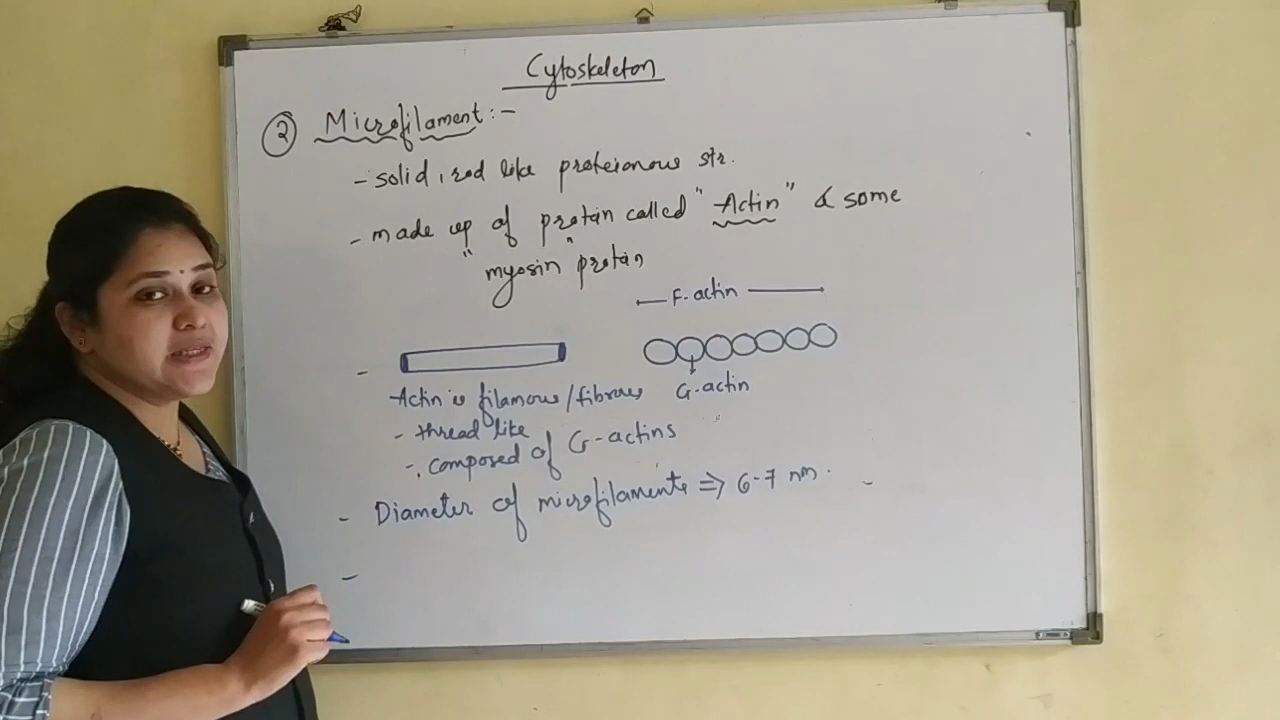 Cytoskeleton
② Microfilament:-
- solid, rod like proteionous str.
- made up of protein called "Actin" & some
"myosin" protein
F-actin
G-actin
- Actin is filamous/fibrous
- thread like
- composed of G-actins
- Diameter of microfilaments ⇒ 6-7 nm.
-